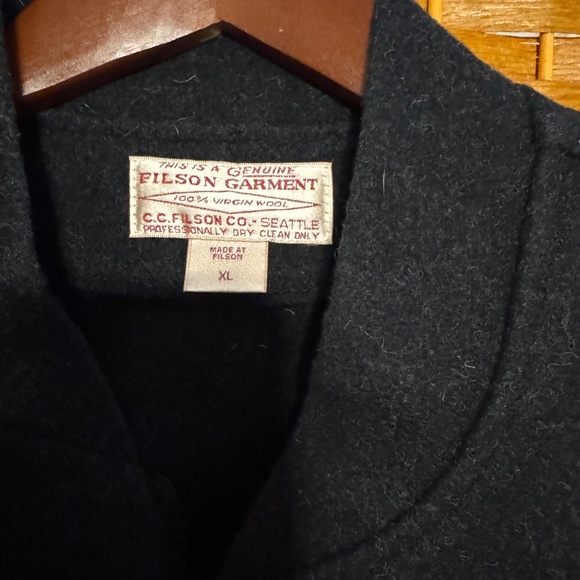 THIS IS A GENUINE
FILSON GARMENT
100% VIRGIN WOOL
C.C. FILSON CO.- SEATTLE
PROFESSIONALLY DRY CLEAN ONLY
MADE AT
FILSON
XL